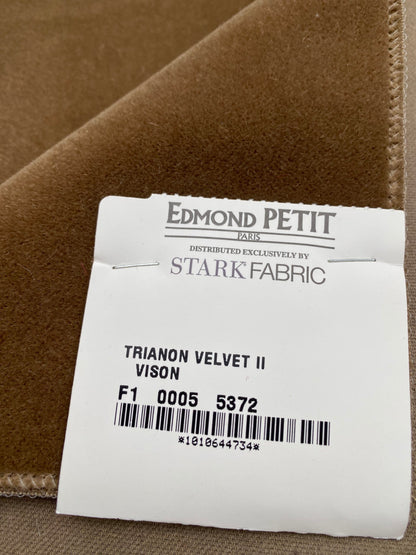 EDMOND PETIT
PARIS
DISTRIBUTED EXCLUSIVELY BY
STARK FABRIC
TRIANON VELVET II
VISON
F1 0005 5372
*1010644734*